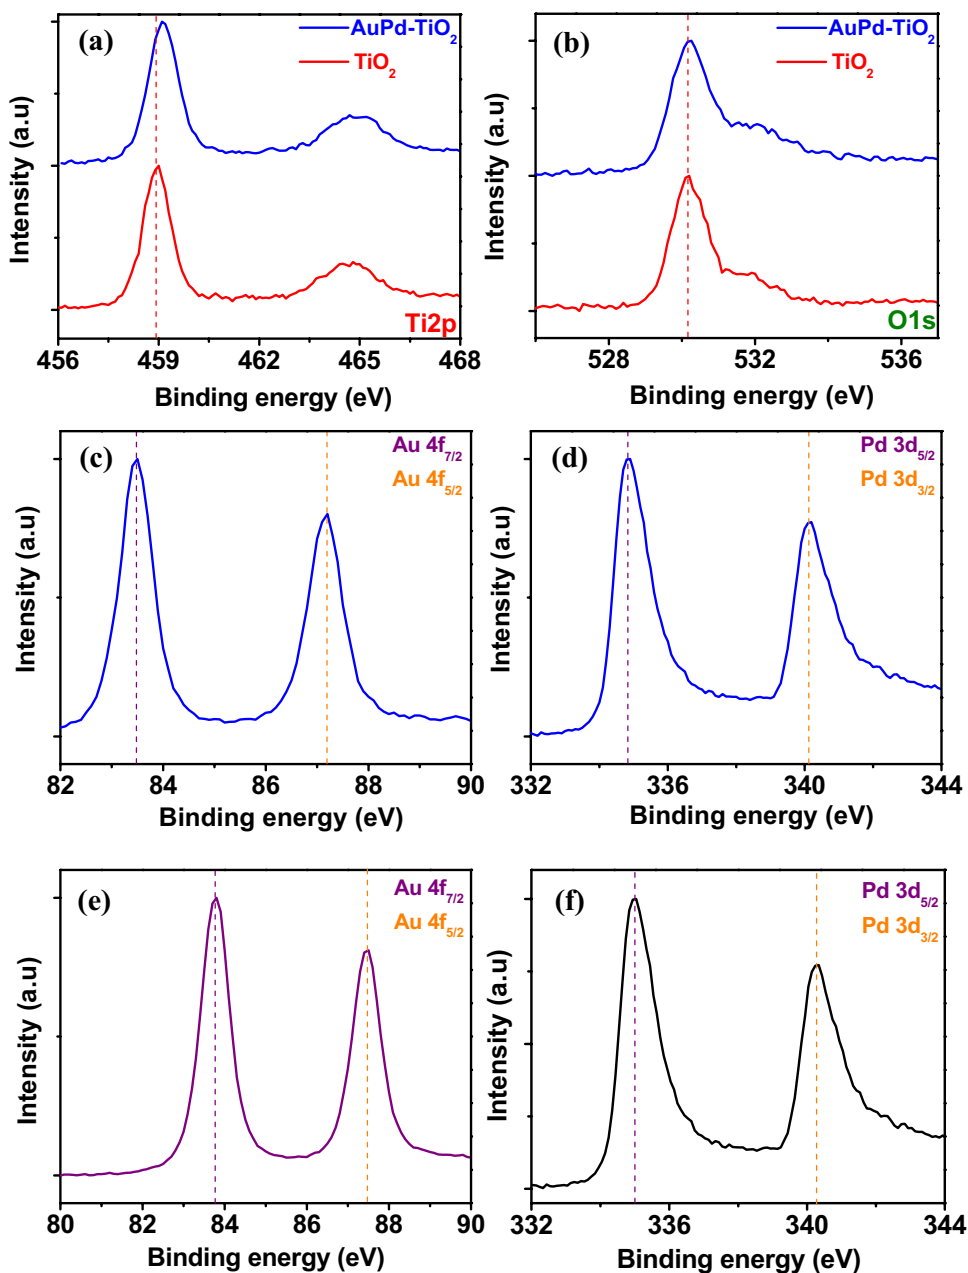 (a)
AuPd-TiO₂
TiO₂
Intensity (a.u)
Ti2p
456 459 462 465 468
Binding energy (eV)
(b)
AuPd-TiO₂
TiO₂
Intensity (a.u)
O1s
528 532 536
Binding energy (eV)
(c)
Au 4f₇/₂
Au 4f₅/₂
Intensity (a.u)
82 84 86 88 90
Binding energy (eV)
(d)
Pd 3d₅/₂
Pd 3d₃/₂
Intensity (a.u)
332 336 340 344
Binding energy (eV)
(e)
Au 4f₇/₂
Au 4f₅/₂
Intensity (a.u)
80 82 84 86 88 90
Binding energy (eV)
(f)
Pd 3d₅/₂
Pd 3d₃/₂
Intensity (a.u)
332 336 340 344
Binding energy (eV)